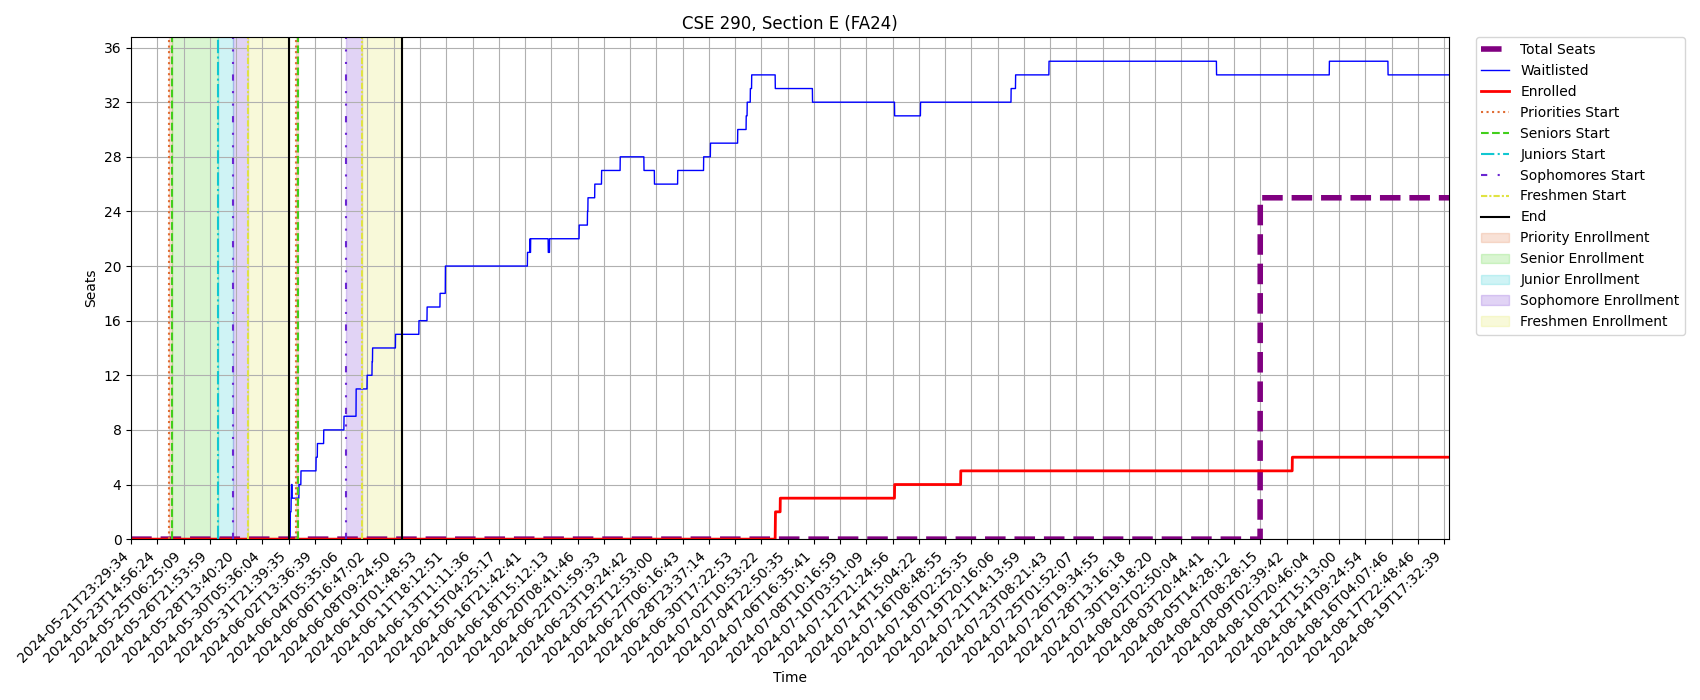 CSE 290, Section E (FA24)
36
32
28
24
20
16
12
8
4
0
Seats
2024-05-21T23:29:34
2024-05-23T14:56:24
2024-05-25T06:25:09
2024-05-26T21:53:59
2024-05-28T13:40:20
2024-05-30T05:36:04
2024-05-31T21:39:35
2024-06-02T13:36:39
2024-06-04T05:35:06
2024-06-06T16:47:02
2024-06-08T09:24:50
2024-06-10T01:48:53
2024-06-11T18:12:51
2024-06-13T11:11:36
2024-06-15T04:25:17
2024-06-16T21:42:41
2024-06-18T15:12:13
2024-06-20T08:41:46
2024-06-22T01:59:33
2024-06-23T19:24:42
2024-06-25T12:53:00
2024-06-27T06:16:43
2024-06-28T23:37:14
2024-06-30T17:22:53
2024-07-02T10:53:22
2024-07-04T22:50:35
2024-07-06T16:35:41
2024-07-08T10:16:59
2024-07-10T03:51:09
2024-07-12T21:24:56
2024-07-14T15:04:22
2024-07-16T08:48:55
2024-07-18T02:25:35
2024-07-19T20:16:06
2024-07-21T14:13:59
2024-07-23T08:21:43
2024-07-25T01:52:07
2024-07-26T19:34:55
2024-07-28T13:16:18
2024-07-30T19:18:20
2024-08-02T02:50:04
2024-08-03T20:44:41
2024-08-05T14:28:12
2024-08-07T08:28:15
2024-08-09T02:39:42
2024-08-10T20:46:04
2024-08-12T15:13:00
2024-08-14T09:24:54
2024-08-16T04:07:46
2024-08-17T22:48:46
2024-08-19T17:32:39
Time
Total Seats
Waitlisted
Enrolled
Priorities Start
Seniors Start
Juniors Start
Sophomores Start
Freshmen Start
End
Priority Enrollment
Senior Enrollment
Junior Enrollment
Sophomore Enrollment
Freshmen Enrollment